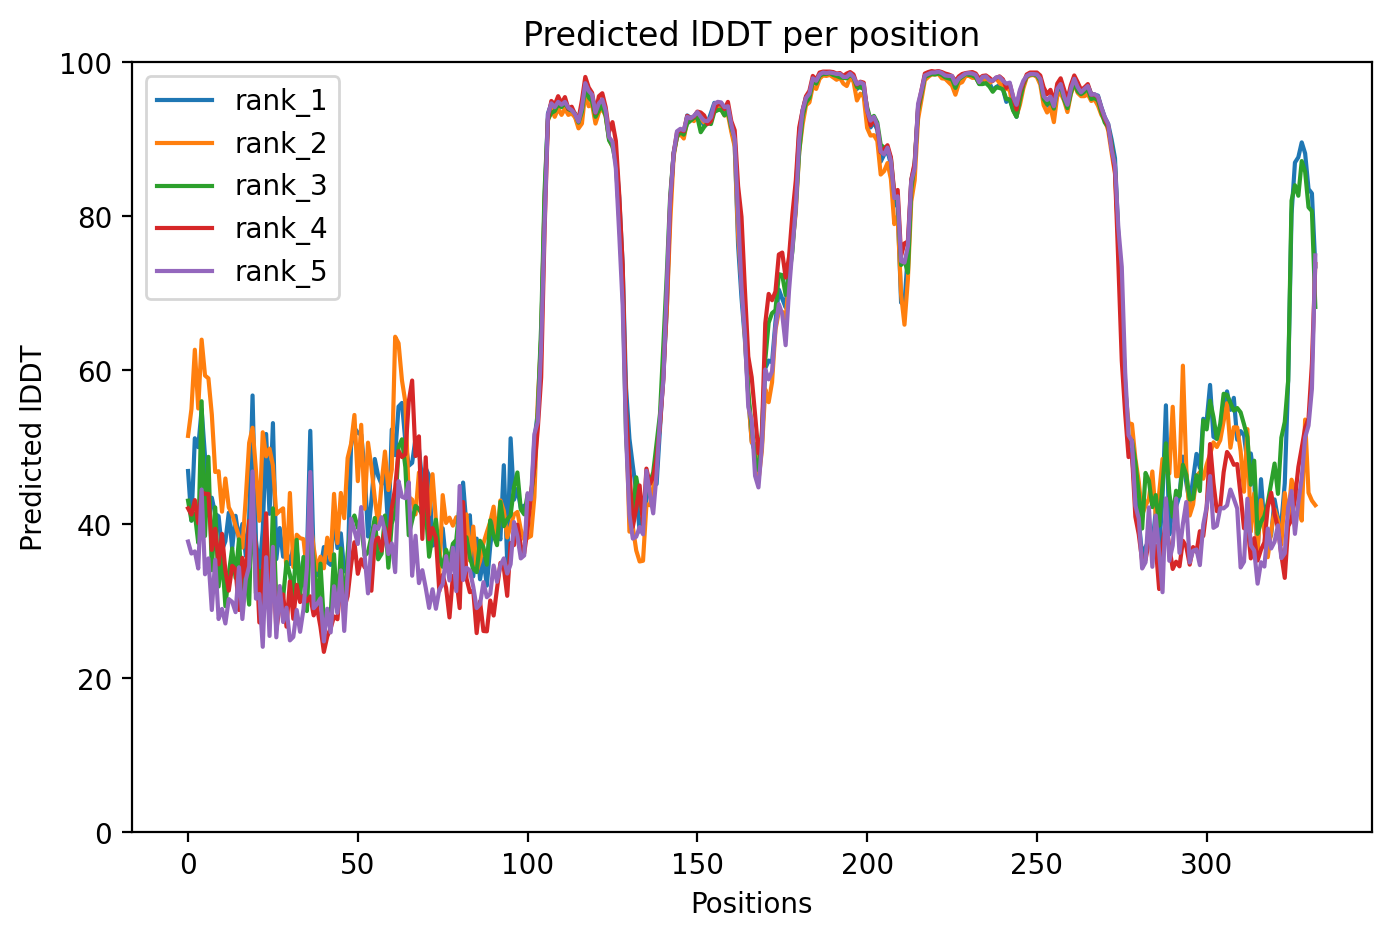 Predicted lDDT per position
100
80
60
40
20
0
Predicted lDDT
rank_1
rank_2
rank_3
rank_4
rank_5
0 50 100 150 200 250 300
Positions